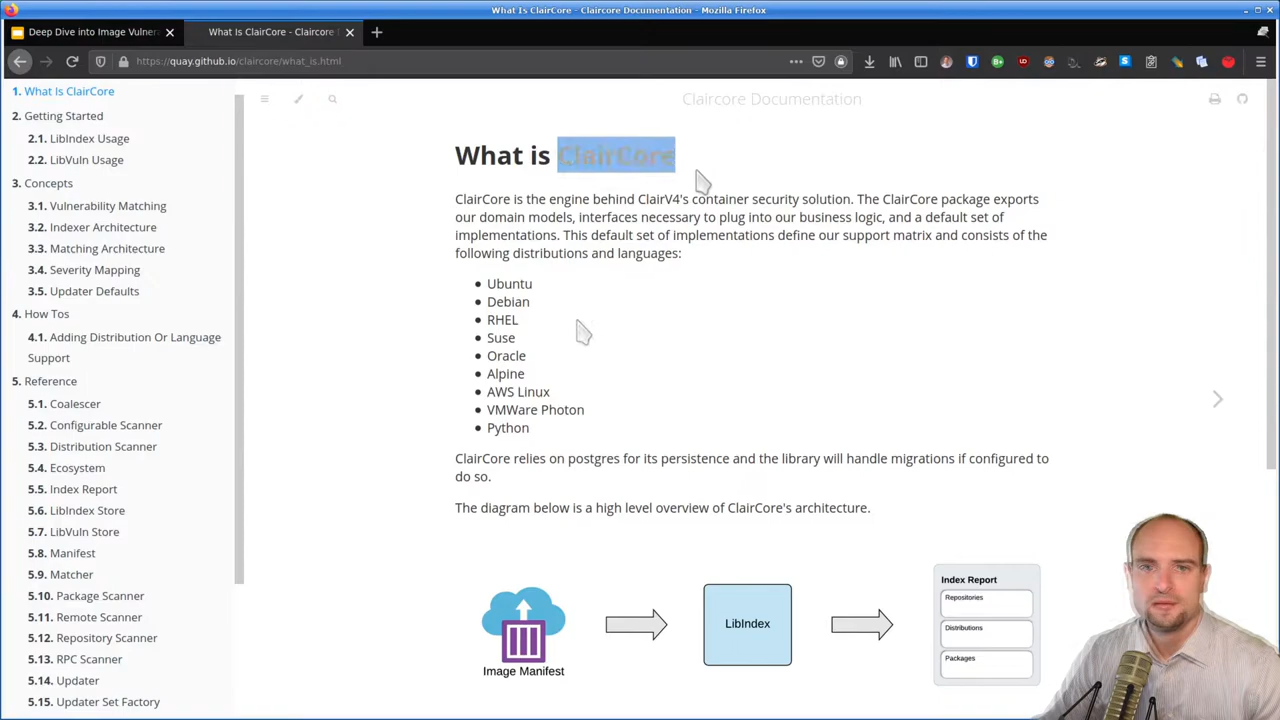 What Is ClairCore - Claircore Documentation - Mozilla Firefox
Deep Dive into Image Vulner
What Is ClairCore - Claircore
https://quay.github.io/claircore/what_is.html
1. What Is ClairCore
2. Getting Started
2.1. LibIndex Usage
2.2. LibVuln Usage
3. Concepts
3.1. Vulnerability Matching
3.2. Indexer Architecture
3.3. Matching Architecture
3.4. Severity Mapping
3.5. Updater Defaults
4. How Tos
4.1. Adding Distribution Or Language
Support
5. Reference
5.1. Coalescer
5.2. Configurable Scanner
5.3. Distribution Scanner
5.4. Ecosystem
5.5. Index Report
5.6. LibIndex Store
5.7. LibVuln Store
5.8. Manifest
5.9. Matcher
5.10. Package Scanner
5.11. Remote Scanner
5.12. Repository Scanner
5.13. RPC Scanner
5.14. Updater
5.15. Updater Set Factory
Claircore Documentation
What is ClairCore
ClairCore is the engine behind ClairV4's container security solution. The ClairCore package exports
our domain models, interfaces necessary to plug into our business logic, and a default set of
implementations. This default set of implementations define our support matrix and consists of the
following distributions and languages:
Ubuntu
Debian
RHEL
Suse
Oracle
Alpine
AWS Linux
VMWare Photon
Python
ClairCore relies on postgres for its persistence and the library will handle migrations if configured to
do so.
The diagram below is a high level overview of ClairCore's architecture.
Image Manifest
LibIndex
Index Report
Repositories
Distributions
Packages